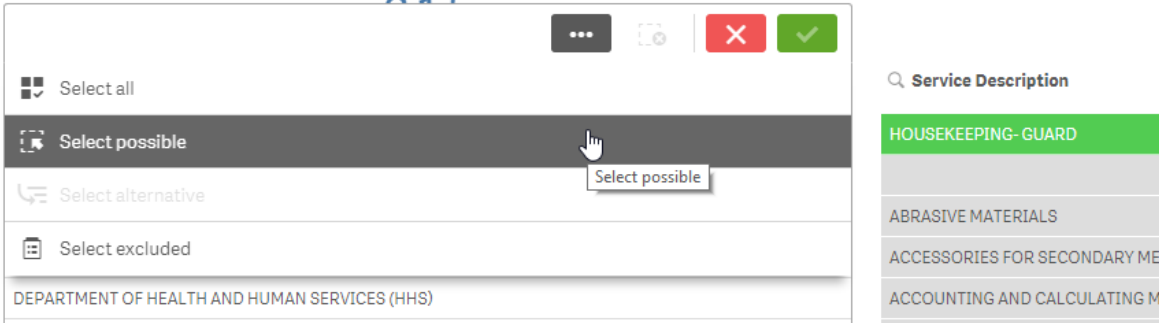 Select all
Select possible
Select possible
Select alternative
Select excluded
DEPARTMENT OF HEALTH AND HUMAN SERVICES (HHS)
Service Description
HOUSEKEEPING- GUARD
ABRASIVE MATERIALS
ACCESSORIES FOR SECONDARY ME
ACCOUNTING AND CALCULATING M